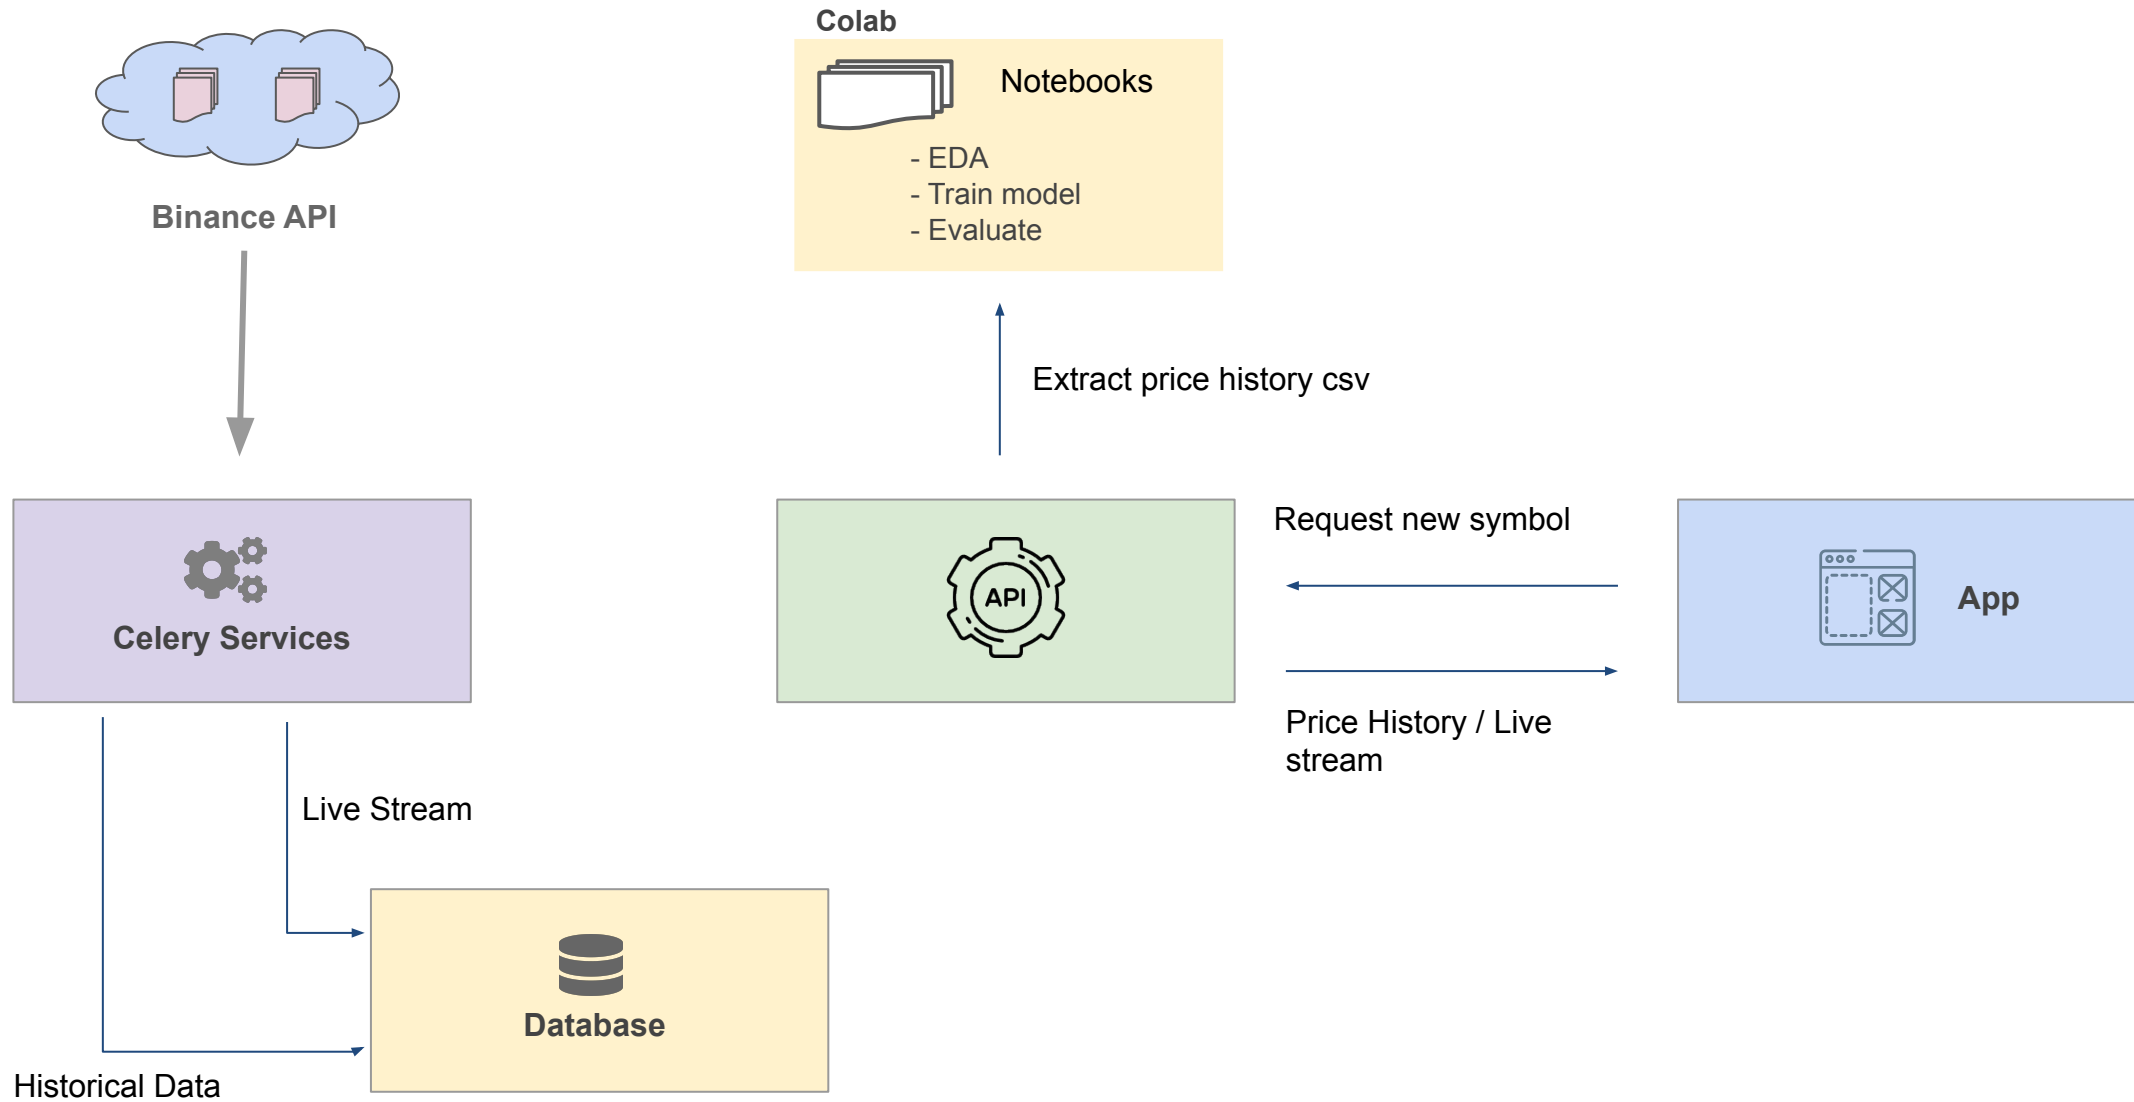 Colab
Notebooks
- EDA
- Train model
- Evaluate
Binance API
Extract price history csv
Request new symbol
API
App
Celery Services
Price History / Live
stream
Live Stream
Database
Historical Data